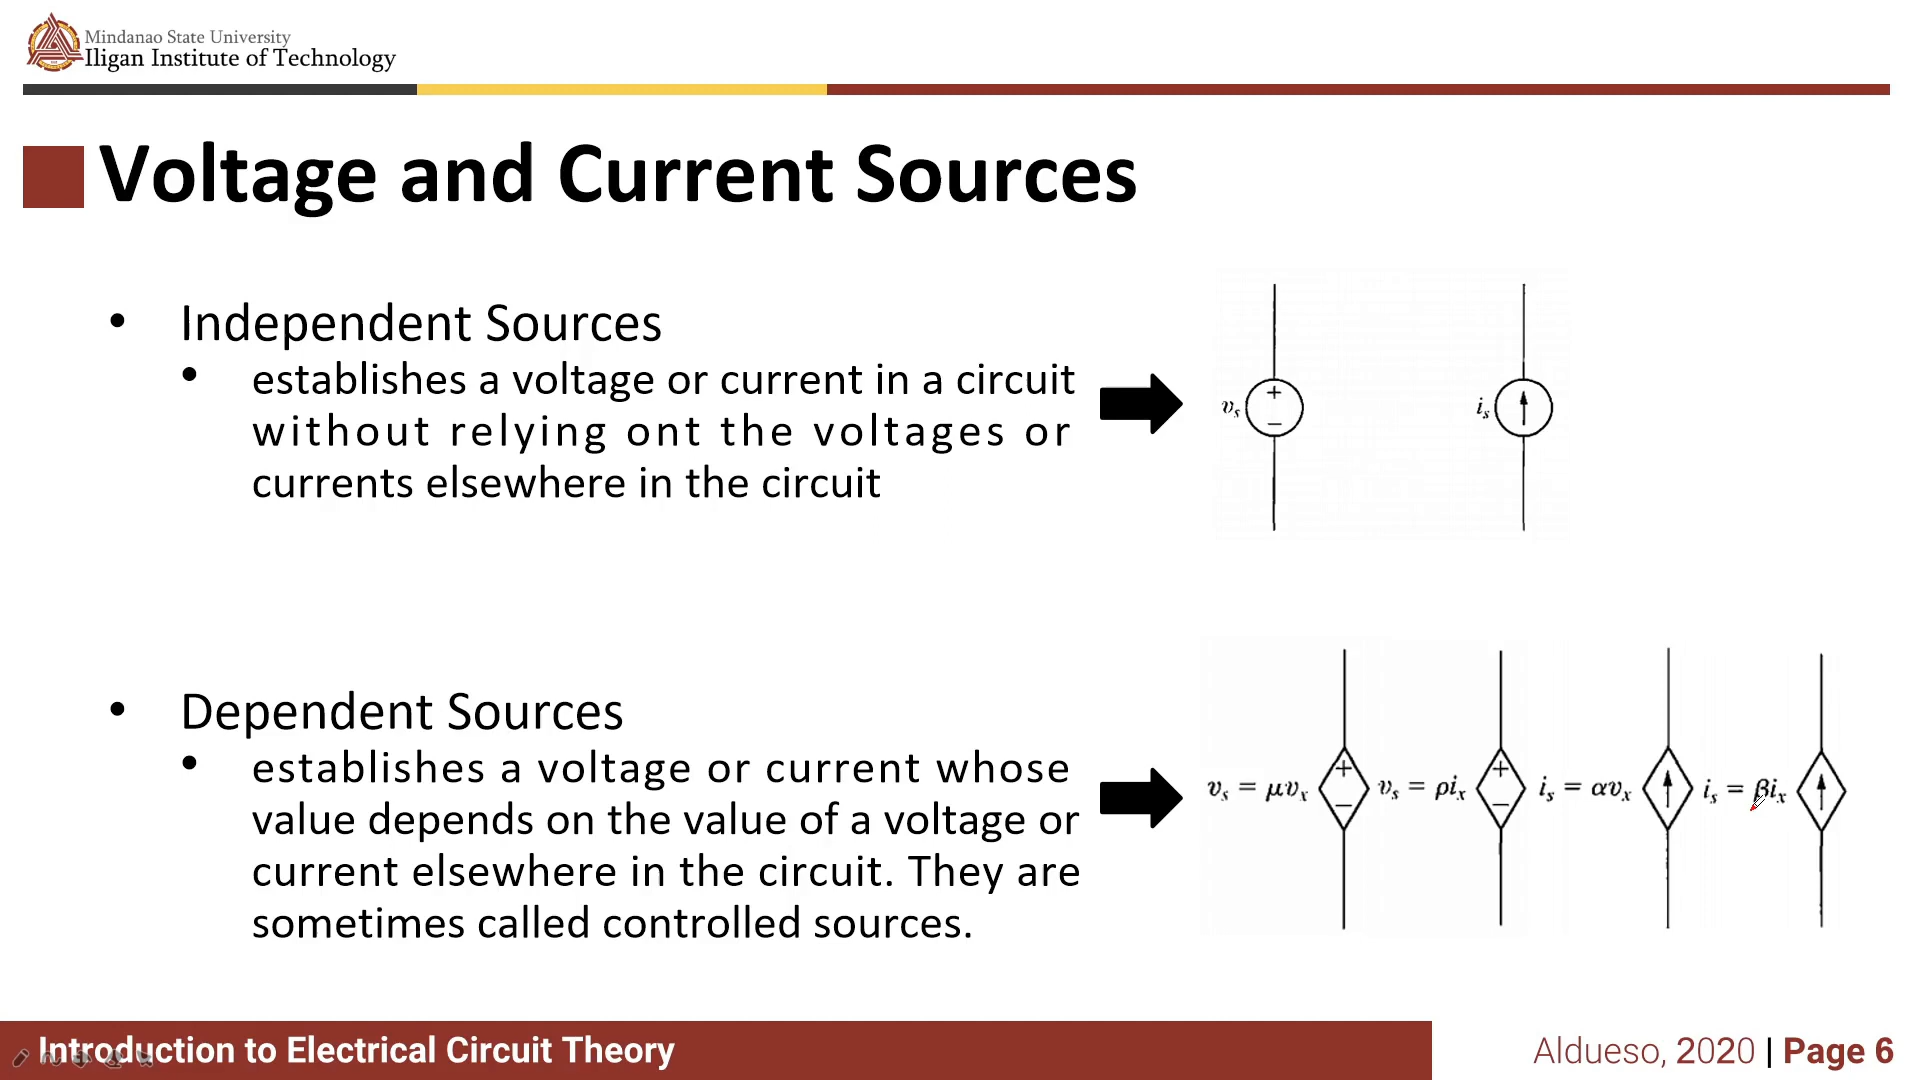 Mindanao State University
Iligan Institute of Technology
Voltage and Current Sources
• Independent Sources
• establishes a voltage or current in a circuit
without relying ont the voltages or
currents elsewhere in the circuit
+
−
vₛ
iₛ
• Dependent Sources
• establishes a voltage or current whose
value depends on the value of a voltage or
current elsewhere in the circuit. They are
sometimes called controlled sources.
vₛ = μvₓ
+
−
vₛ = ρiₓ
+
−
iₛ = αvₓ
iₛ = βiₓ
Introduction to Electrical Circuit Theory
Aldueso, 2020 | Page 6